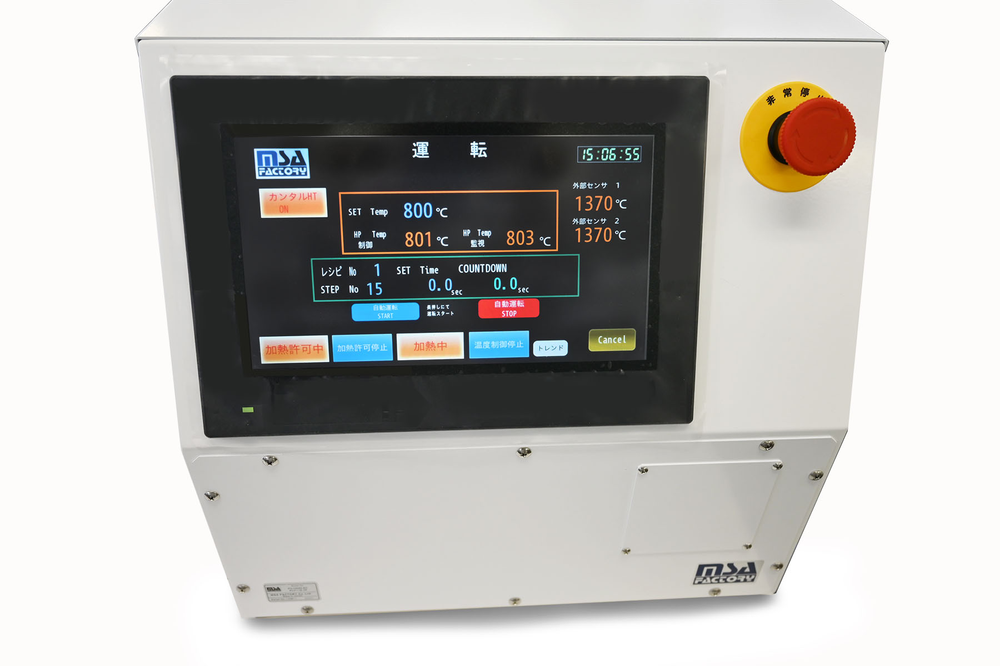 非常停
MSA
FACTORY
運 転
15:06:55
カンタルHT
ON
外部センサ 1
1370 ℃
外部センサ 2
1370 ℃
SET Temp 800 ℃
HP Temp
制御
801 ℃
HP Temp
監視
803 ℃
レシピ No 1 SET Time COUNTDOWN
STEP No 15 0.0 sec 0.0 sec
自動運転
START
長押しにて
運転スタート
自動運転
STOP
加熱許可中
加熱許可停止
加熱中
温度制御停止
トレンド
Cancel
MSA
FACTORY
MSA